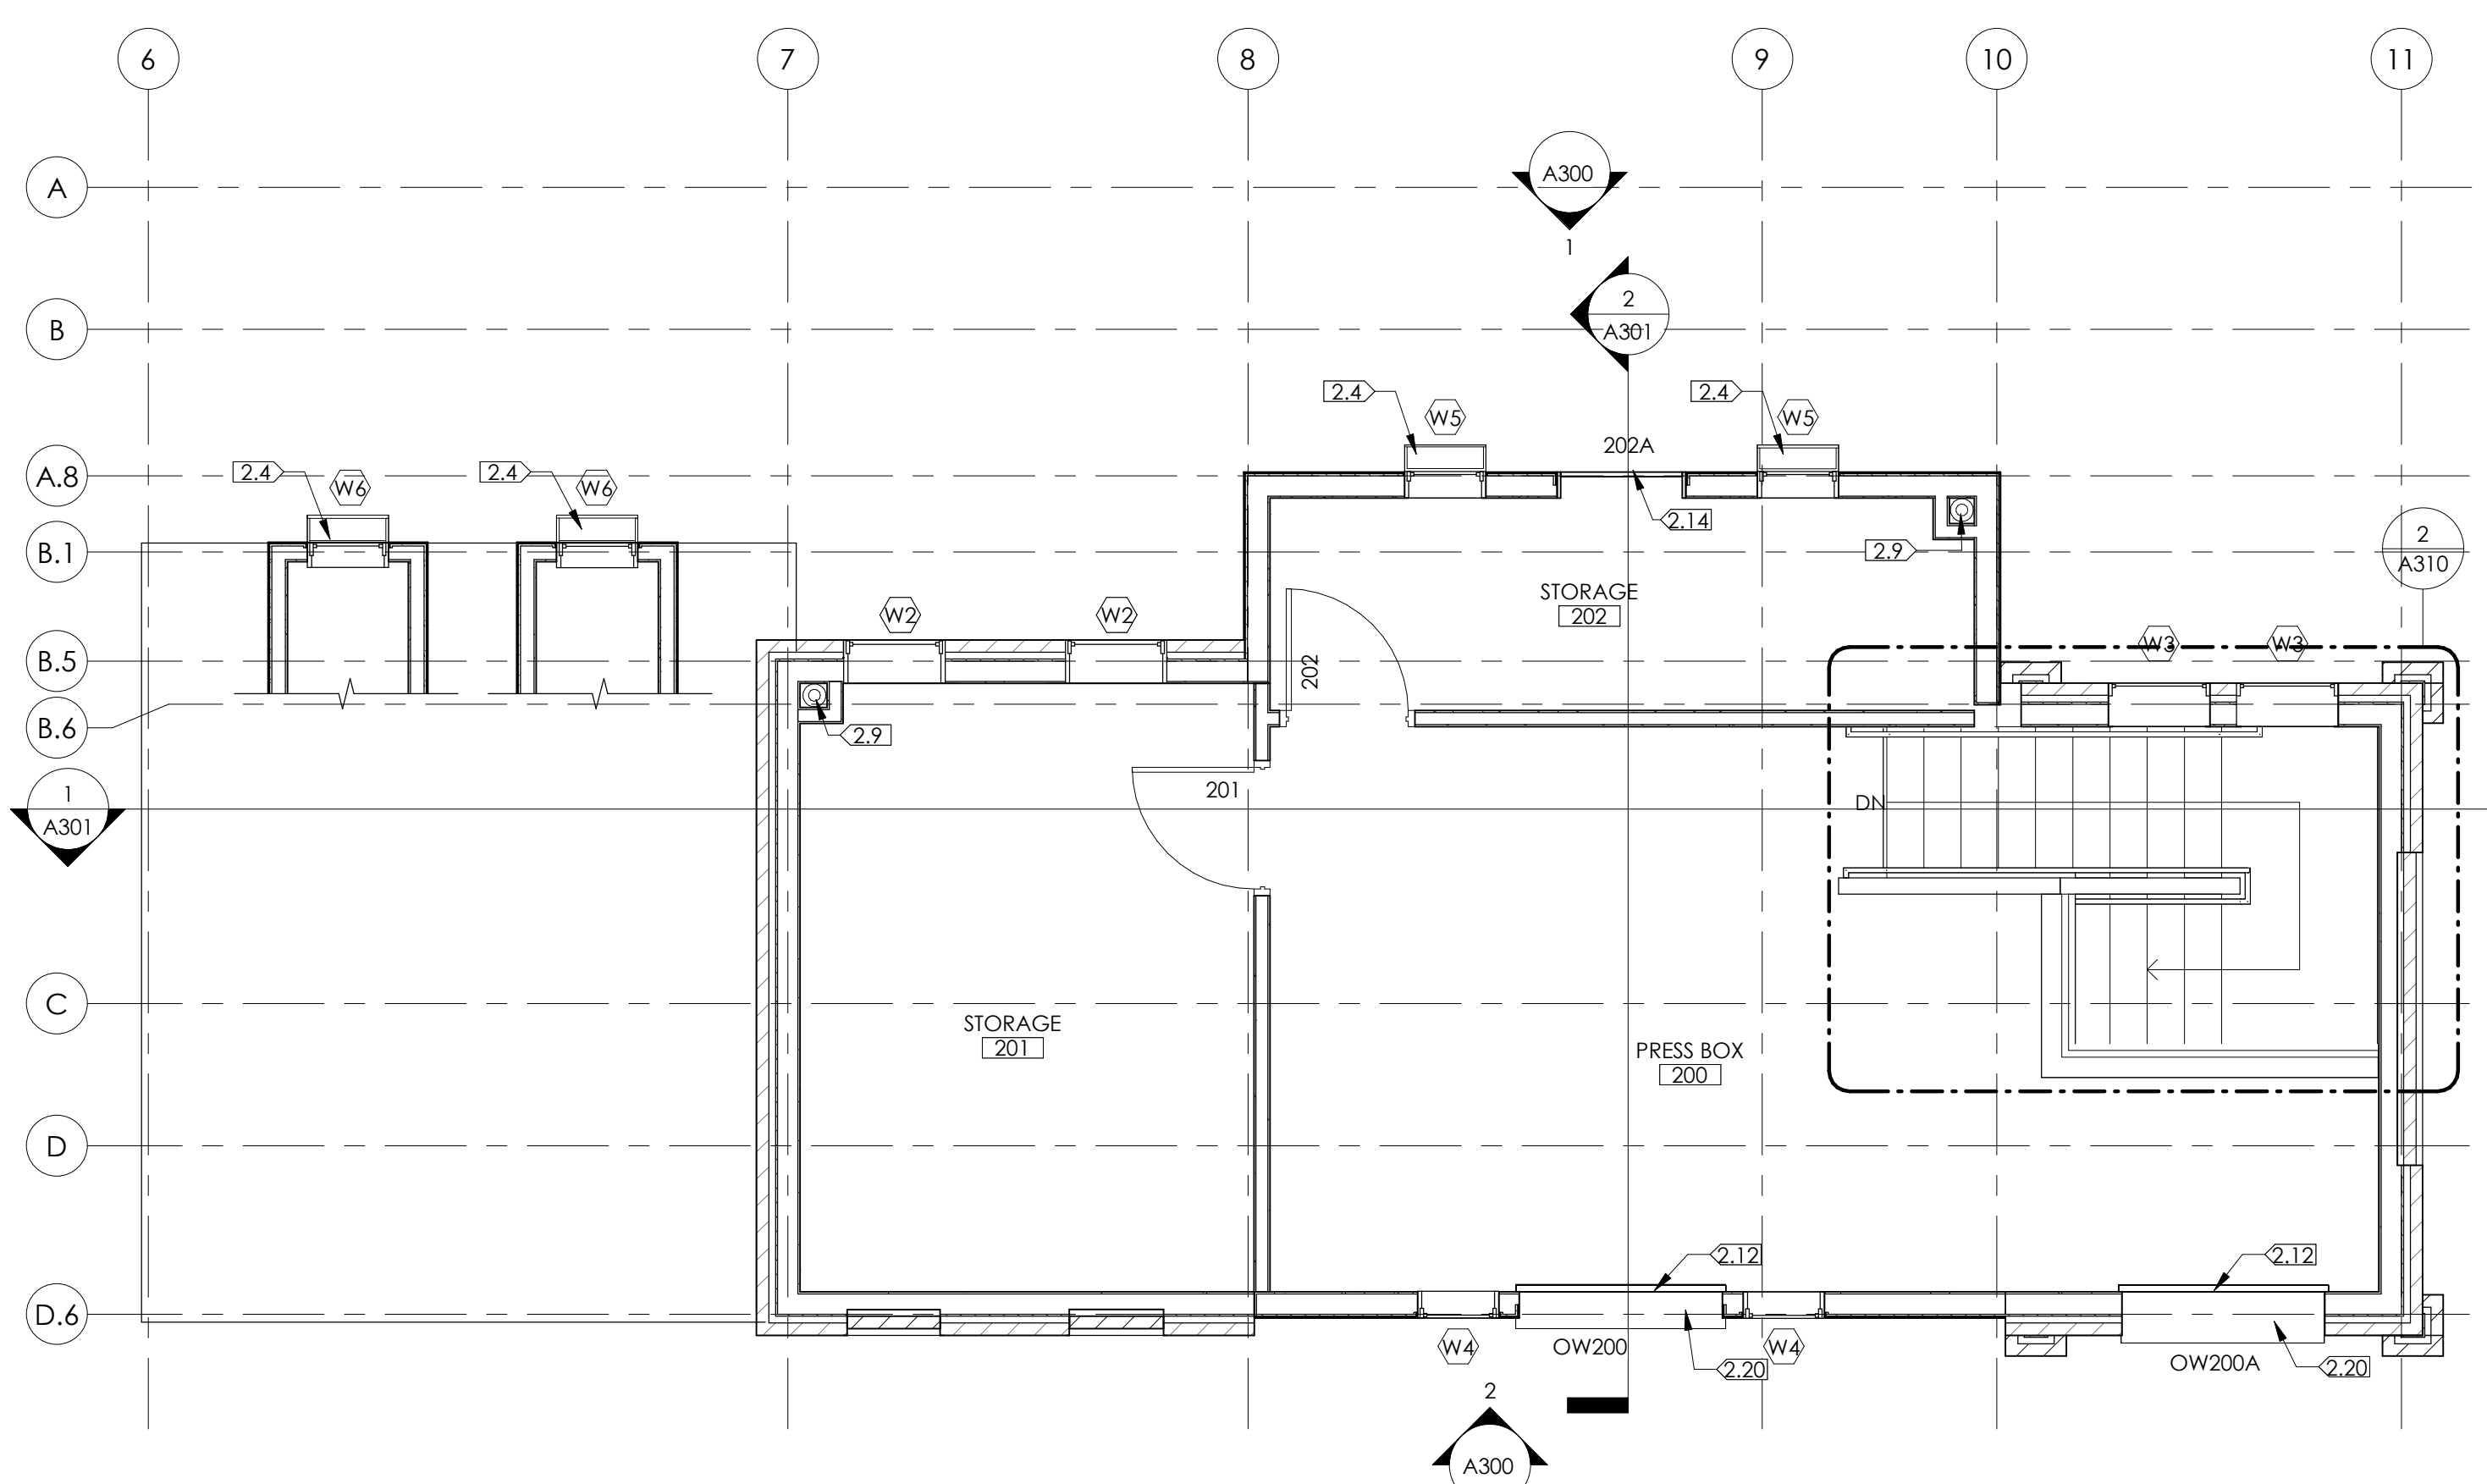 6
7
8
9
10
11
A
A300
1
B
2
A301
2.4
W5
2.4
W5
202A
A.8
2.4
W6
2.4
W6
2.14
B.1
2.9
2
A310
STORAGE
202
W2
W2
W3
W3
B.5
202
B.6
2.9
201
1
A301
DN
C
STORAGE
201
PRESS BOX
200
D
2.12
2.12
D.6
W4
OW200
W4
2.20
OW200A
2.20
2
A300